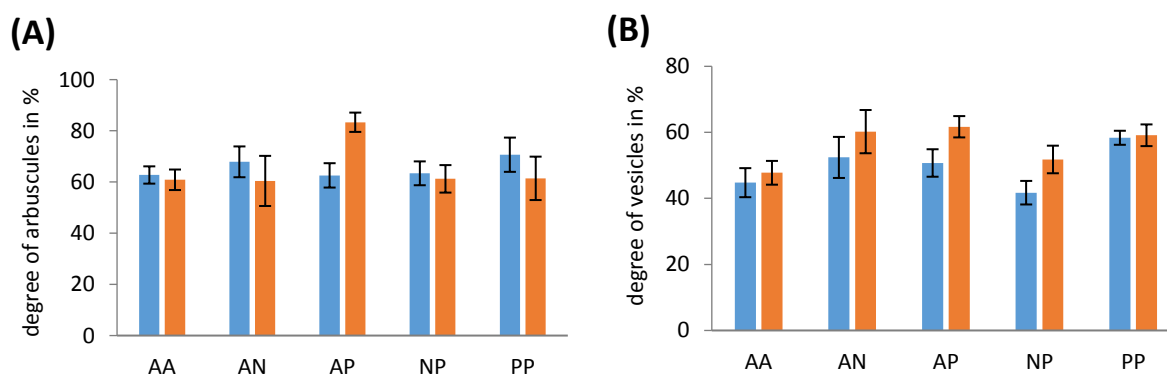 (A)
degree of arbuscules in %
100
80
60
40
20
0
AA AN AP NP PP
(B)
degree of vesicles in %
80
60
40
20
0
AA AN AP NP PP